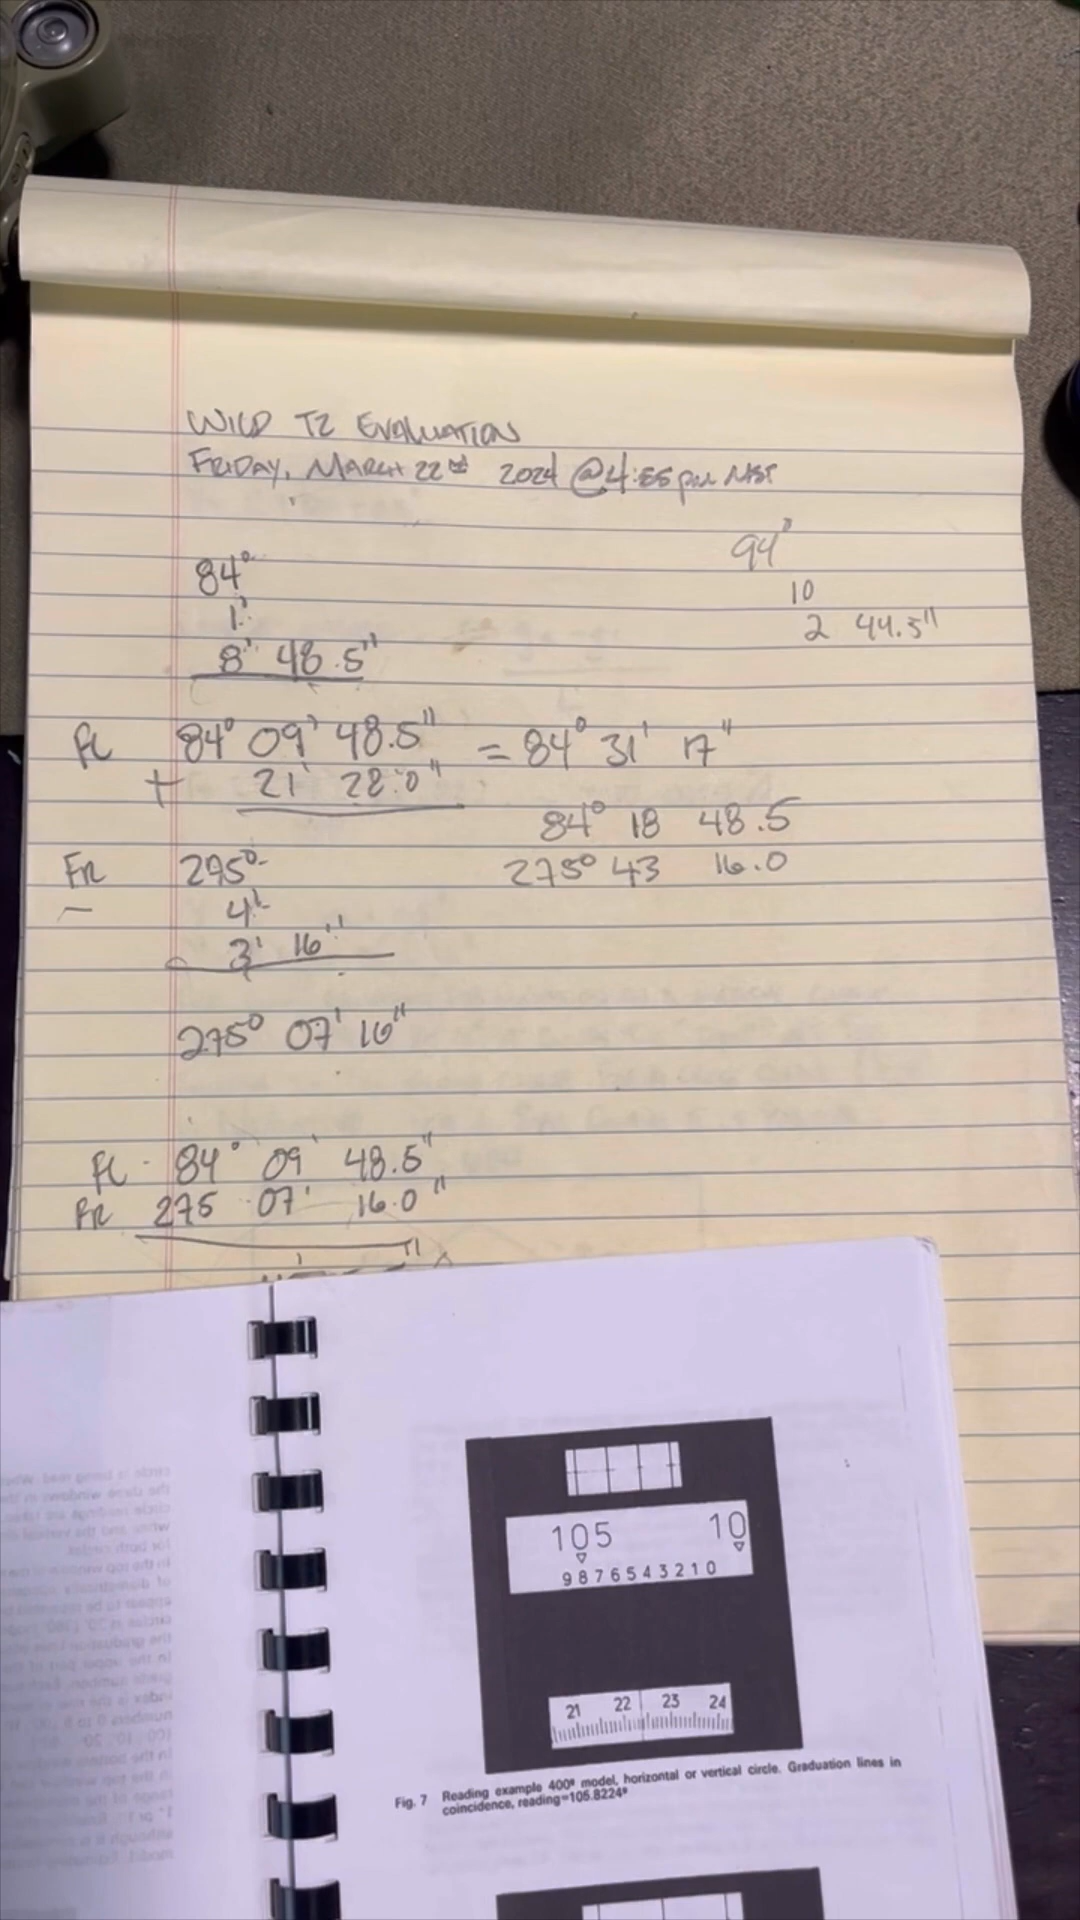 WILD T2 EVALUATION
FRIDAY, MARCH 22nd 2024 @ 4:55 pm MST
84°
1'
8' 48.5"
94°
10
2 44.5"
FL 84° 09' 48.5" = 84° 31' 17"
+ 21' 28.0"
84° 18 48.5
FR 275° 275° 43 16.0
- 4'
3' 16"
275° 07' 16"
FL 84° 09' 48.5"
FR 275 07' 16.0"
105 10
9 8 7 6 5 4 3 2 1 0
21 22 23 24
Fig. 7 Reading example 400ᵍ model, horizontal or vertical circle. Graduation lines in
coincidence, reading=105.8224ᵍ